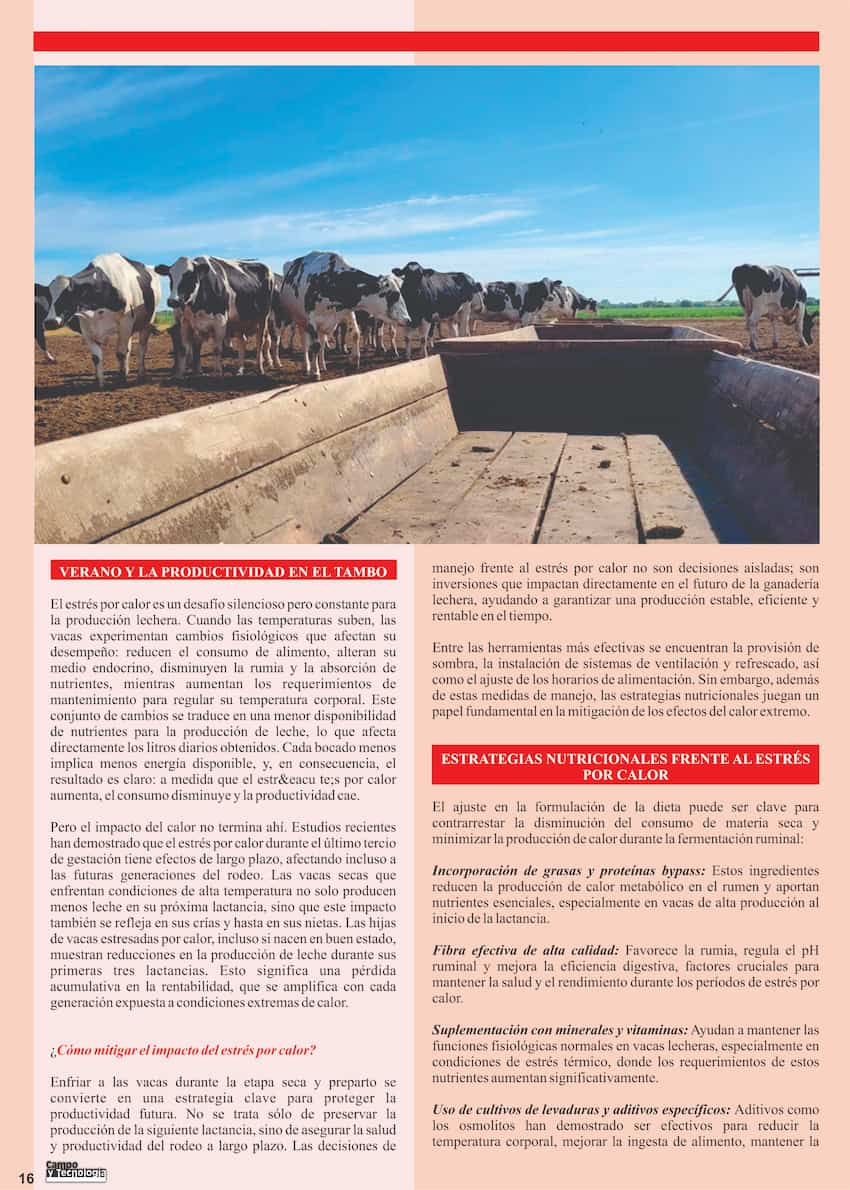 VERANO Y LA PRODUCTIVIDAD EN EL TAMBO
El estrés por calor es un desafío silencioso pero constante para
la producción lechera. Cuando las temperaturas suben, las
vacas experimentan cambios fisiológicos que afectan su
desempeño: reducen el consumo de alimento, alteran su
medio endocrino, disminuyen la rumia y la absorción de
nutrientes, mientras aumentan los requerimientos de
mantenimiento para regular su temperatura corporal. Este
conjunto de cambios se traduce en una menor disponibilidad
de nutrientes para la producción de leche, lo que afecta
directamente los litros diarios obtenidos. Cada bocado menos
implica menos energía disponible, y, en consecuencia, el
resultado es claro: a medida que el estr&eacu te;s por calor
aumenta, el consumo disminuye y la productividad cae.
Pero el impacto del calor no termina ahí. Estudios recientes
han demostrado que el estrés por calor durante el último tercio
de gestación tiene efectos de largo plazo, afectando incluso a
las futuras generaciones del rodeo. Las vacas secas que
enfrentan condiciones de alta temperatura no solo producen
menos leche en su próxima lactancia, sino que este impacto
también se refleja en sus crías y hasta en sus nietas. Las hijas
de vacas estresadas por calor, incluso si nacen en buen estado,
muestran reducciones en la producción de leche durante sus
primeras tres lactancias. Esto significa una pérdida
acumulativa en la rentabilidad, que se amplifica con cada
generación expuesta a condiciones extremas de calor.
¿Cómo mitigar el impacto del estrés por calor?
Enfriar a las vacas durante la etapa seca y preparto se
convierte en una estrategia clave para proteger la
productividad futura. No se trata sólo de preservar la
producción de la siguiente lactancia, sino de asegurar la salud
y productividad del rodeo a largo plazo. Las decisiones de
manejo frente al estrés por calor no son decisiones aisladas; son
inversiones que impactan directamente en el futuro de la ganadería
lechera, ayudando a garantizar una producción estable, eficiente y
rentable en el tiempo.
Entre las herramientas más efectivas se encuentran la provisión de
sombra, la instalación de sistemas de ventilación y refrescado, así
como el ajuste de los horarios de alimentación. Sin embargo, además
de estas medidas de manejo, las estrategias nutricionales juegan un
papel fundamental en la mitigación de los efectos del calor extremo.
ESTRATEGIAS NUTRICIONALES FRENTE AL ESTRÉS
POR CALOR
El ajuste en la formulación de la dieta puede ser clave para
contrarrestar la disminución del consumo de materia seca y
minimizar la producción de calor durante la fermentación ruminal:
Incorporación de grasas y proteínas bypass: Estos ingredientes
reducen la producción de calor metabólico en el rumen y aportan
nutrientes esenciales, especialmente en vacas de alta producción al
inicio de la lactancia.
Fibra efectiva de alta calidad: Favorece la rumia, regula el pH
ruminal y mejora la eficiencia digestiva, factores cruciales para
mantener la salud y el rendimiento durante los períodos de estrés por
calor.
Suplementación con minerales y vitaminas: Ayudan a mantener las
funciones fisiológicas normales en vacas lecheras, especialmente en
condiciones de estrés térmico, donde los requerimientos de estos
nutrientes aumentan significativamente.
Uso de cultivos de levaduras y aditivos específicos: Aditivos como
los osmolitos han demostrado ser efectivos para reducir la
temperatura corporal, mejorar la ingesta de alimento, mantener la
16
Campo
y Tecnología